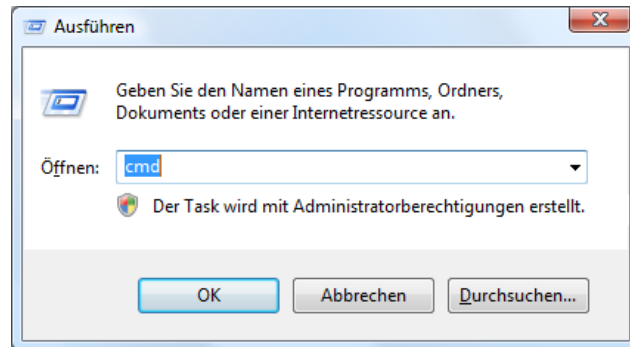 Ausführen
Geben Sie den Namen eines Programms, Ordners,
Dokuments oder einer Internetressource an.
Öffnen: cmd
Der Task wird mit Administratorberechtigungen erstellt.
OK Abbrechen Durchsuchen...